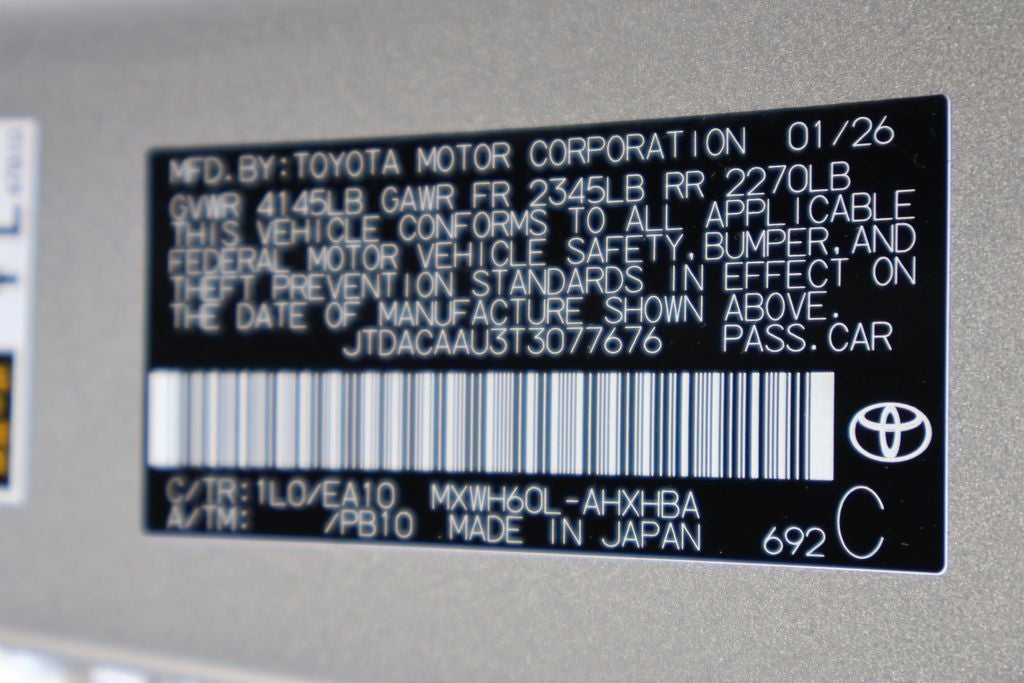 MFD.BY:TOYOTA MOTOR CORPORATION 01/26
GVWR 4145LB GAWR FR 2345LB RR 2270LB
THIS VEHICLE CONFORMS TO ALL APPLICABLE
FEDERAL MOTOR VEHICLE SAFETY,BUMPER,AND
THEFT PREVENTION STANDARDS IN EFFECT ON
THE DATE OF MANUFACTURE SHOWN ABOVE.
JTDACAAU3T3077676 PASS.CAR
C/TR:1L0/EA10 MXWH60L-AHXHBA
A/TM: /PB10 MADE IN JAPAN
692 C